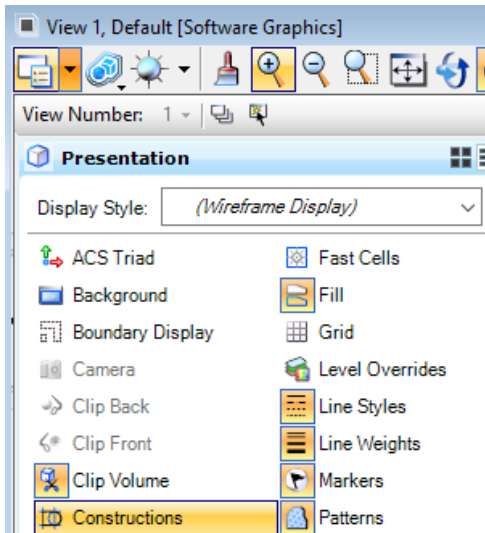 View 1, Default [Software Graphics]
View Number: 1
Presentation
Display Style: (Wireframe Display)
ACS Triad Fast Cells
Background Fill
Boundary Display Grid
Camera Level Overrides
Clip Back Line Styles
Clip Front Line Weights
Clip Volume Markers
Constructions Patterns